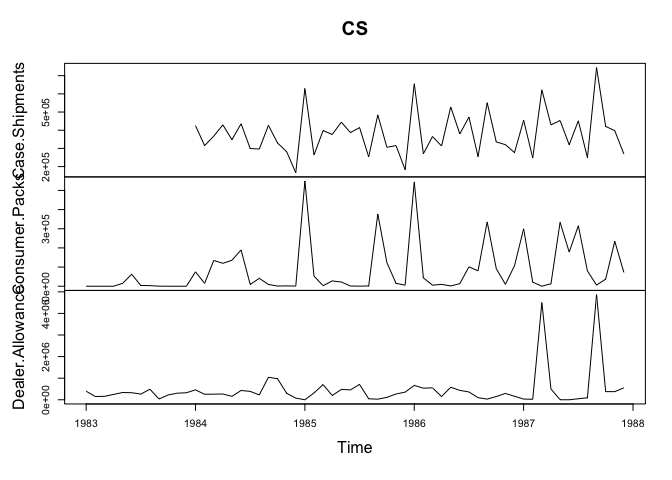 CS
Case.Shipments
2e+05
5e+05
Consumer.Packs
0e+00
3e+05
Dealer.Allowance
0e+00
2e+06
4e+06
1983 1984 1985 1986 1987 1988
Time